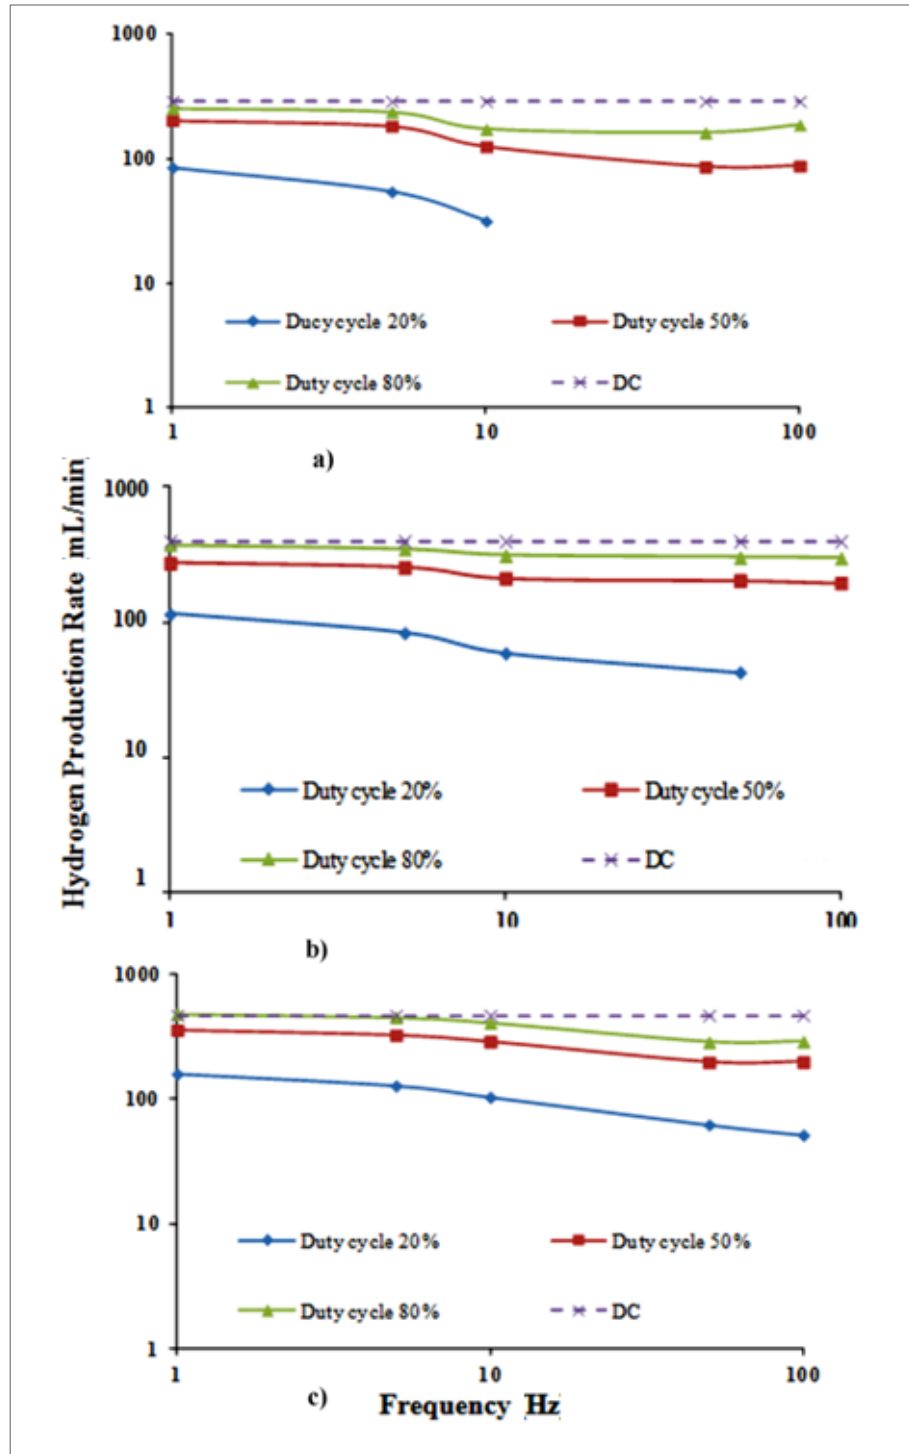 1000
100
10
1
Ducy cycle 20%
Duty cycle 50%
Duty cycle 80%
DC
1
10
100
a)
Hydrogen Production Rate [mL/min]
1000
100
10
1
Duty cycle 20%
Duty cycle 50%
Duty cycle 80%
DC
1
10
100
b)
1000
100
10
1
Duty cycle 20%
Duty cycle 50%
Duty cycle 80%
DC
1
10
100
c)
Frequency [Hz]